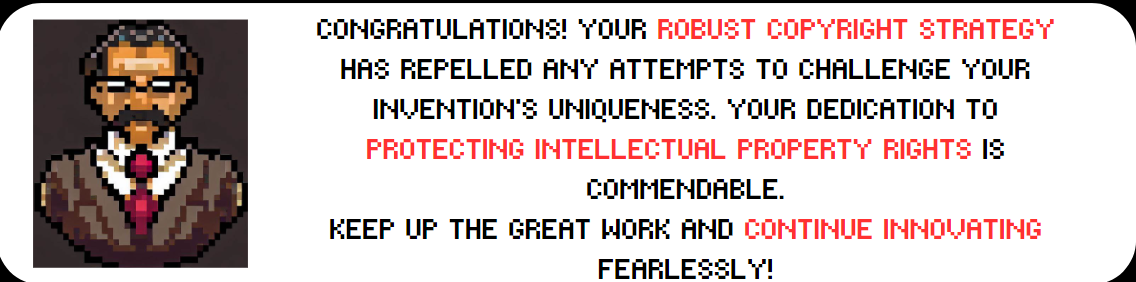 CONGRATULATIONS! YOUR ROBUST COPYRIGHT STRATEGY
HAS REPELLED ANY ATTEMPTS TO CHALLENGE YOUR
INVENTION'S UNIQUENESS. YOUR DEDICATION TO
PROTECTING INTELLECTUAL PROPERTY RIGHTS IS
COMMENDABLE.
KEEP UP THE GREAT WORK AND CONTINUE INNOVATING
FEARLESSLY!